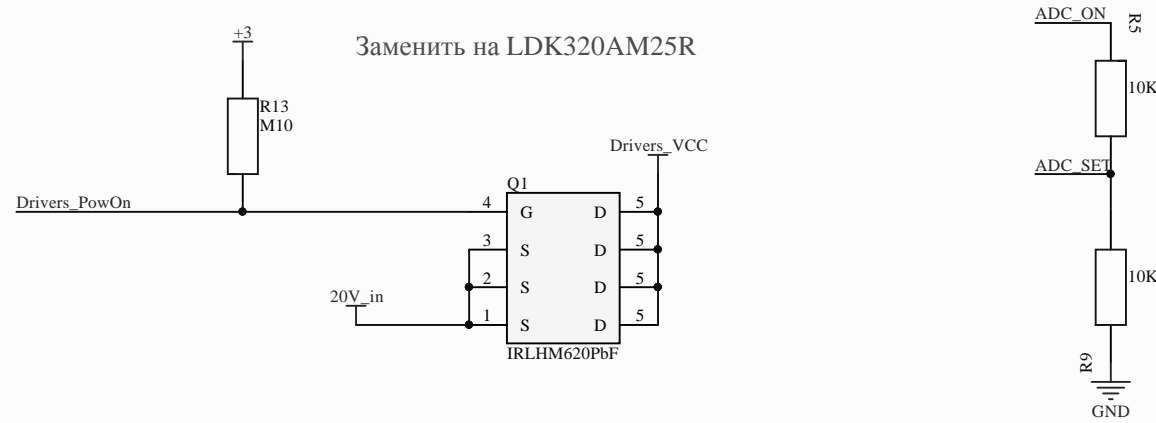 ADC_ON
R5
+3
Заменить на LDK320AM25R
10K
R13
M10
Drivers_VCC
ADC_SET
Q1
Drivers_PowOn
4 G D 5
3 S D 5
2 S D 5
10K
20V_in
1 S D 5
IRLHM620PbF
R9
GND